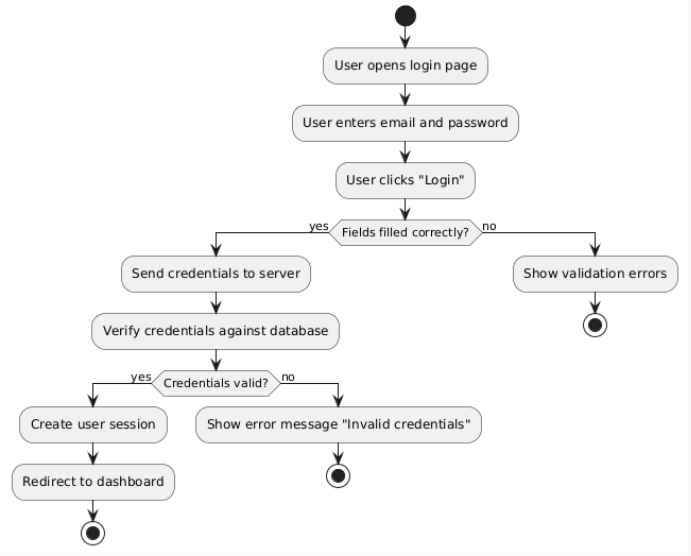 User opens login page
User enters email and password
User clicks "Login"
yes
Fields filled correctly?
no
Send credentials to server
Show validation errors
Verify credentials against database
yes
Credentials valid?
no
Create user session
Show error message "Invalid credentials"
Redirect to dashboard